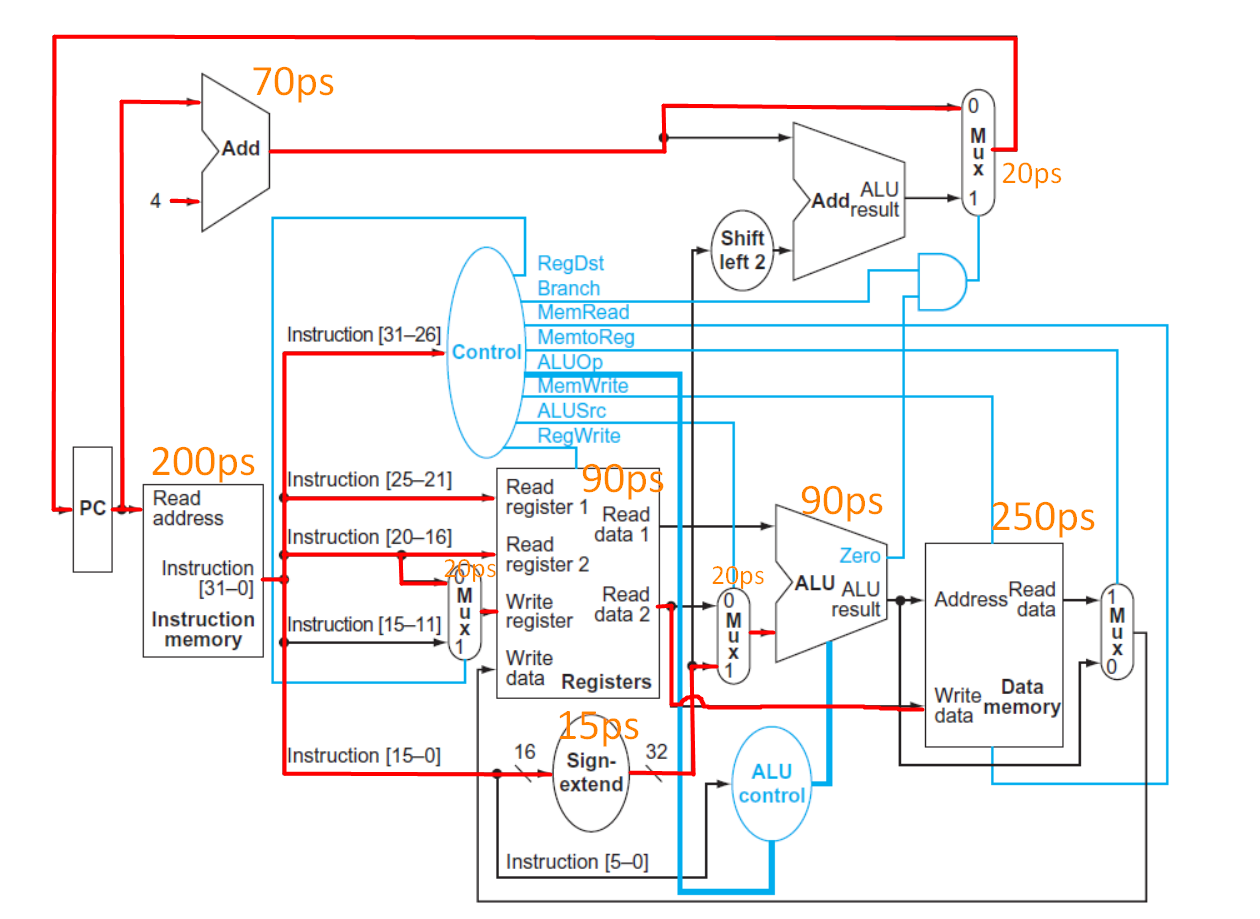 70ps
Add
4
0
Mux
1
20ps
Add ALU
result
Shift
left 2
RegDst
Branch
MemRead
MemtoReg
ALUOp
MemWrite
ALUSrc
RegWrite
Control
Instruction [31–26]
PC
200ps
Read
address
Instruction
[31–0]
Instruction
memory
Instruction [25–21]
Instruction [20–16]
Instruction [15–11]
20ps
0
Mux
1
90ps
Read
register 1
Read
data 1
Read
register 2
Write
register
Read
data 2
Write
data
Registers
20ps
0
Mux
1
90ps
Zero
ALU
ALU
result
250ps
Address
Read
data
Write
data
Data
memory
1
Mux
0
Instruction [15–0]
16
15ps
Sign-
extend
32
ALU
control
Instruction [5–0]